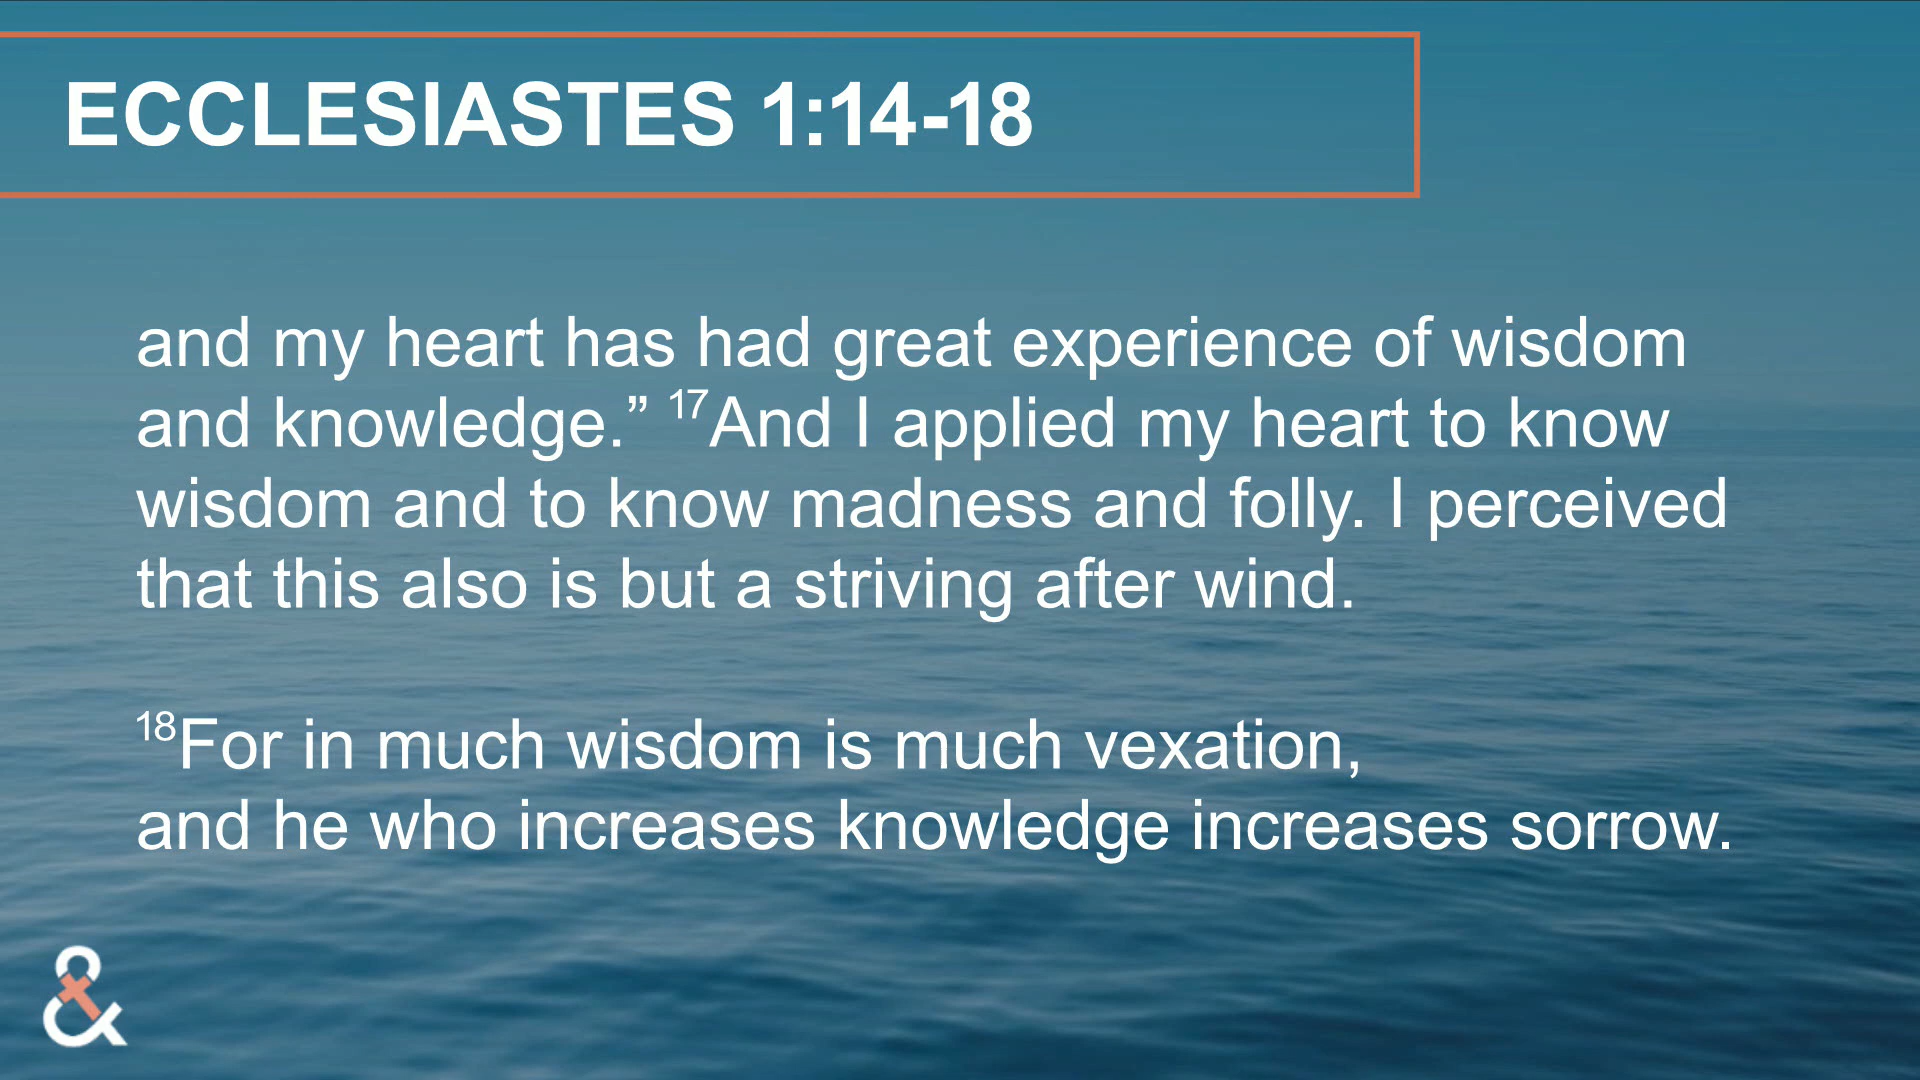 ECCLESIASTES 1:14-18
and my heart has had great experience of wisdom
and knowledge.” ¹⁷And I applied my heart to know
wisdom and to know madness and folly. I perceived
that this also is but a striving after wind.
¹⁸For in much wisdom is much vexation,
and he who increases knowledge increases sorrow.
&